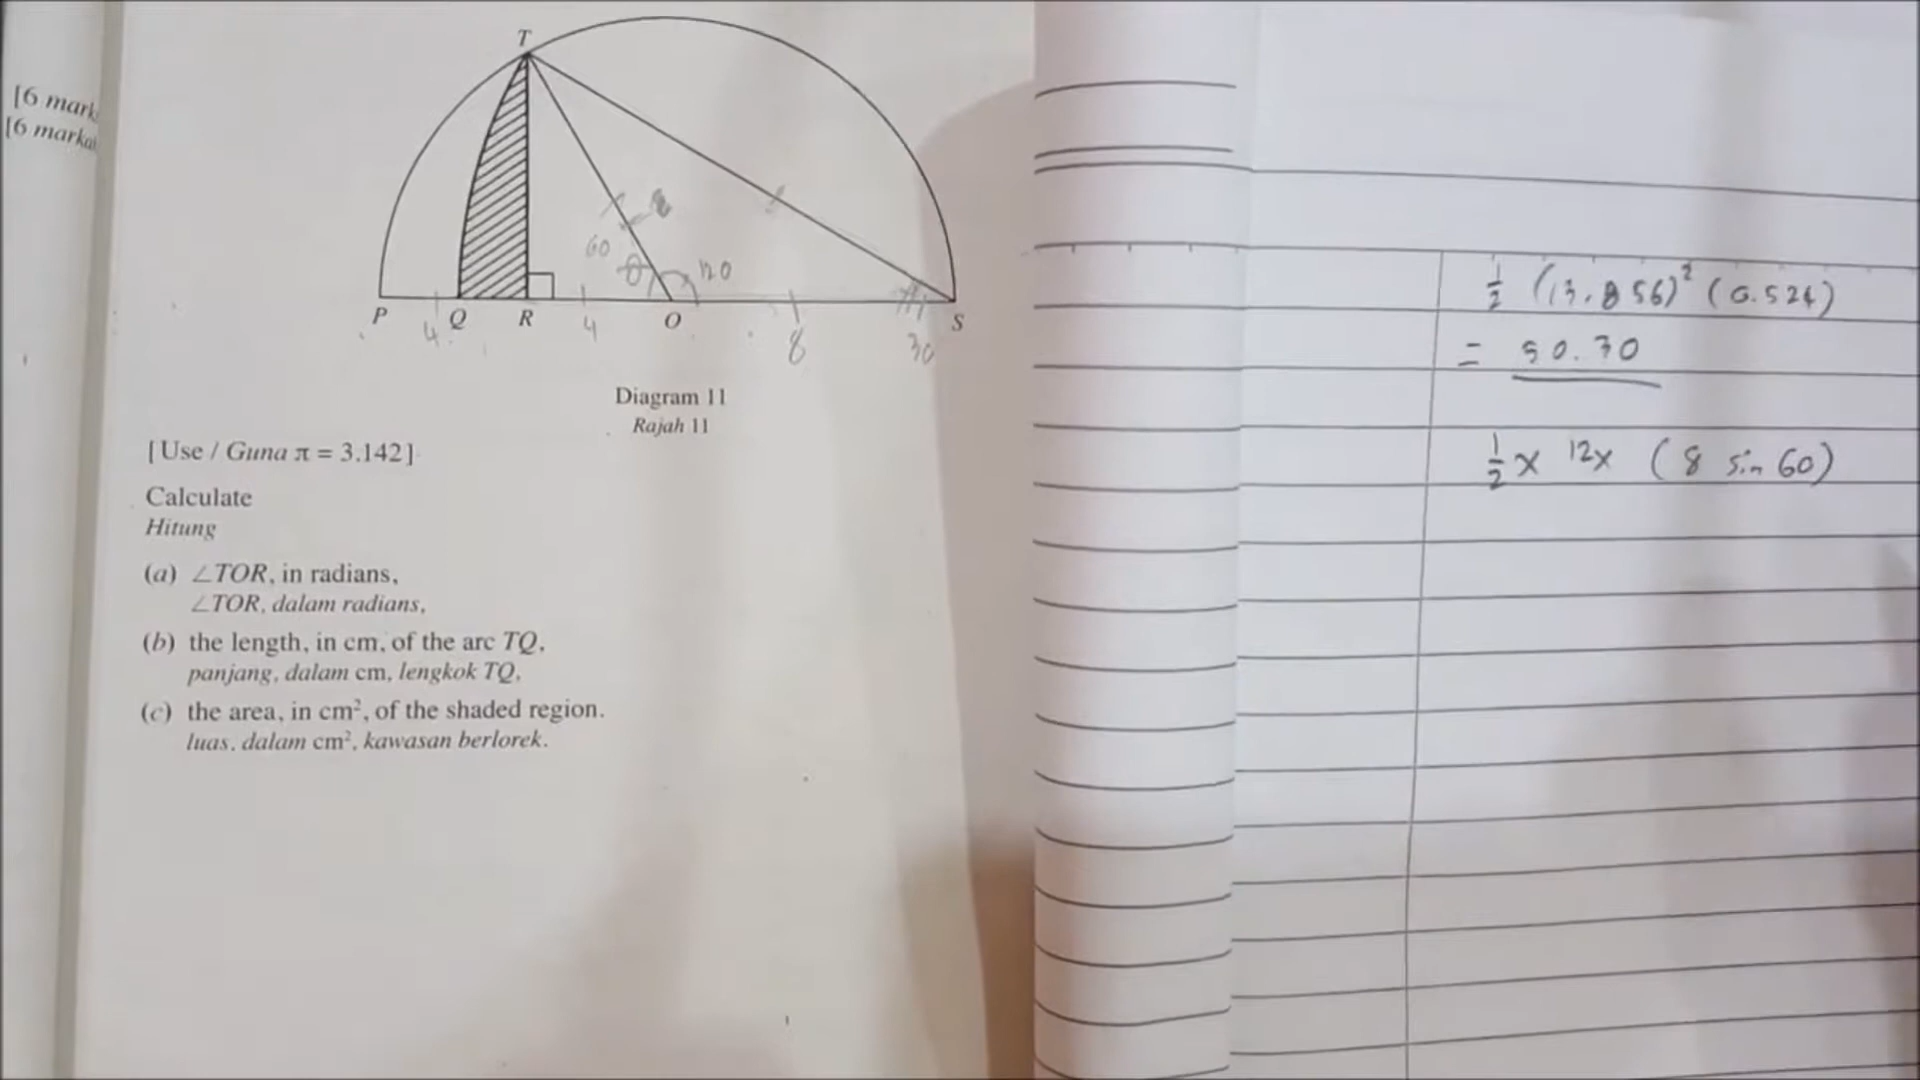 [6 mark
[6 marka
T
60
θ
120
P Q R O S
4 4 8 30
Diagram 11
Rajah 11
[Use / Guna π = 3.142]
Calculate
Hitung
(a) ∠TOR, in radians,
∠TOR, dalam radians,
(b) the length, in cm, of the arc TQ,
panjang, dalam cm, lengkok TQ,
(c) the area, in cm², of the shaded region.
luas, dalam cm², kawasan berlorek.
1/2 (13.856)² (0.524)
= 50.30
1/2 x 12x (8 sin 60)